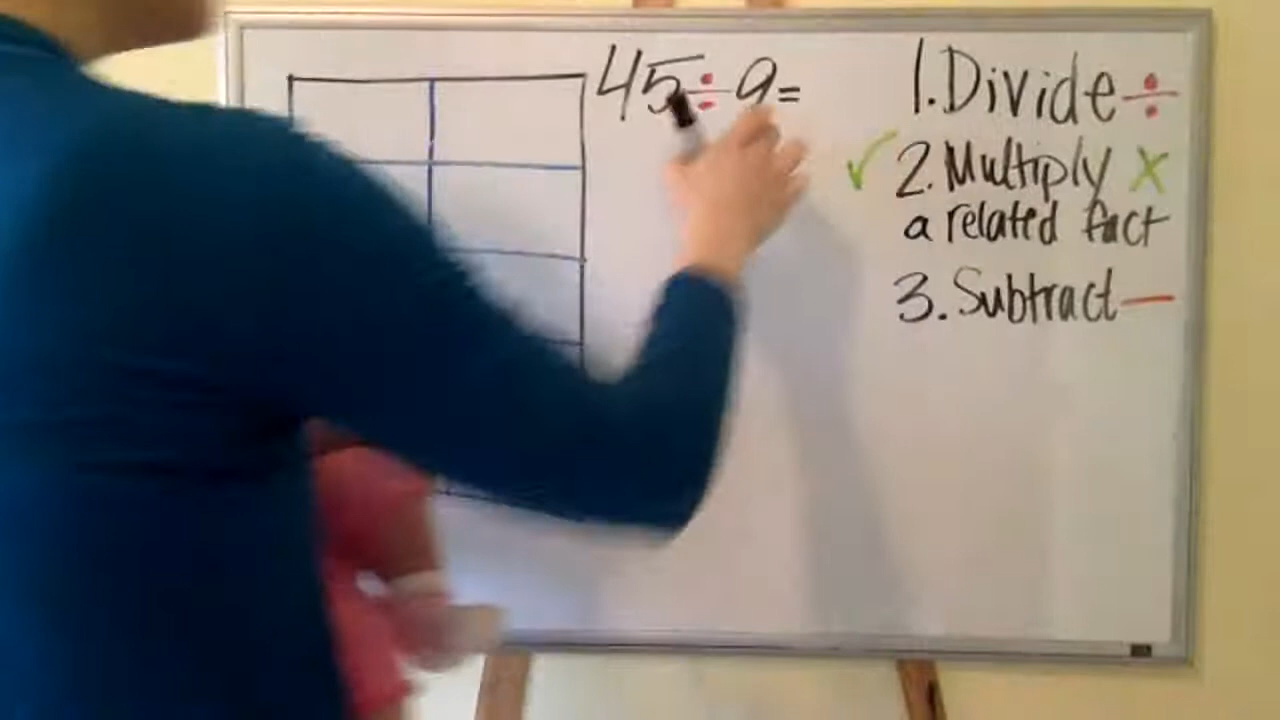 45÷9=
1. Divide ÷
✓ 2. Multiply x
a related fact
3. Subtract —